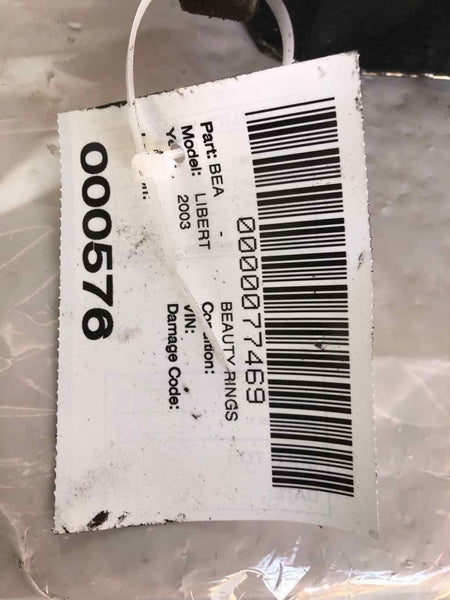 0000077469
Part: BEA - BEAUTY RINGS
Model: LIBERT Condition:
2003 VIN:
Damage Code:
000576